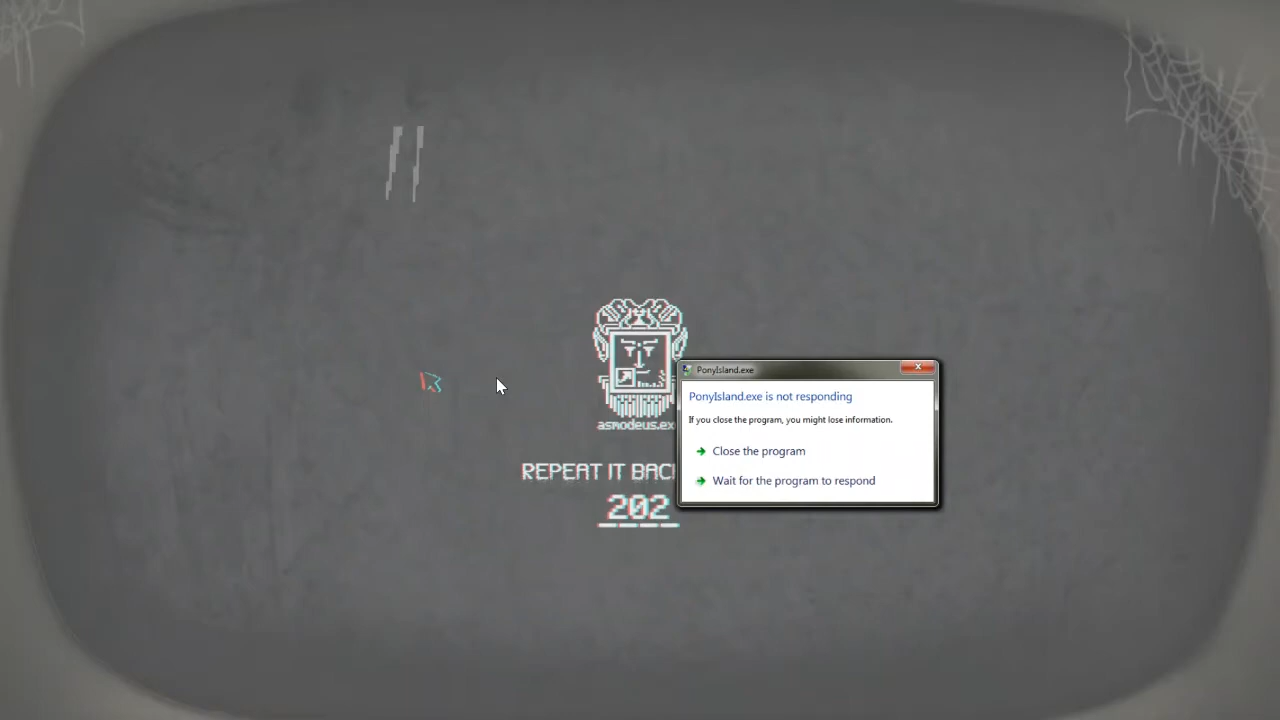 PonyIsland.exe
PonyIsland.exe is not responding
If you close the program, you might lose information.
asmodeus.ex
Close the program
REPEAT IT BAC
Wait for the program to respond
202_